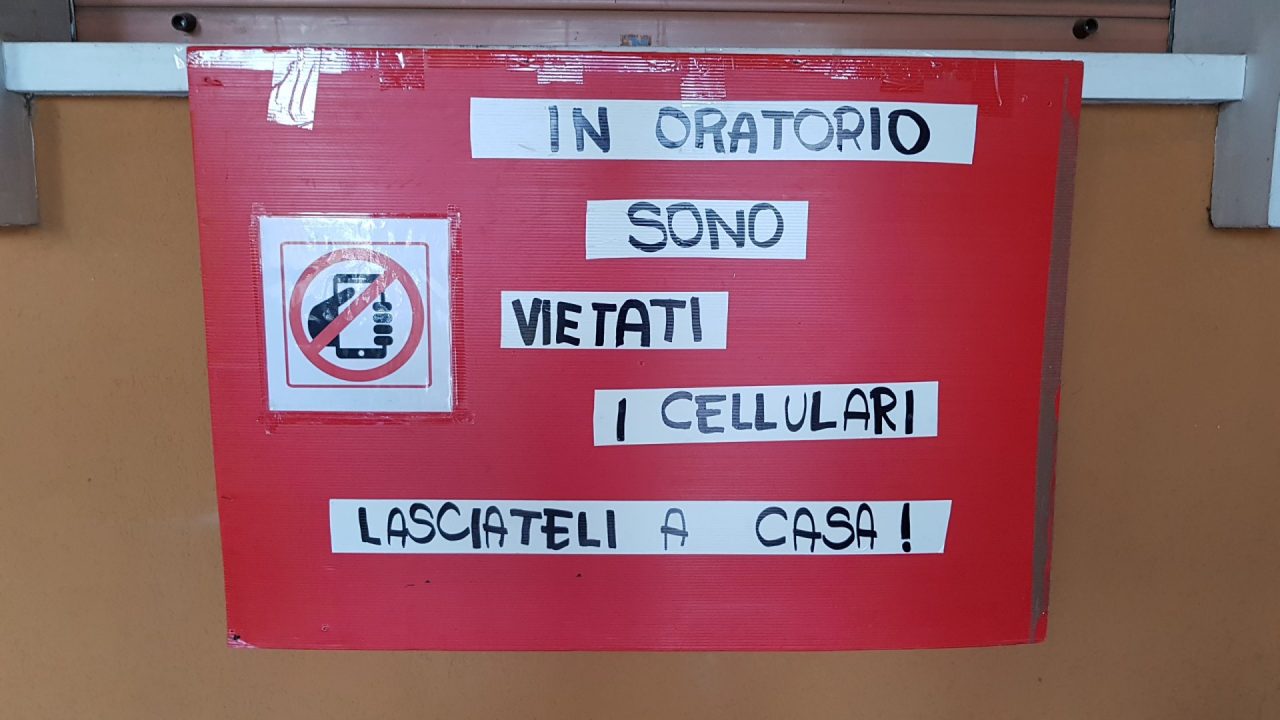 IN ORATORIO
SONO
VIETATI
I CELLULARI
LASCIATELI A CASA!